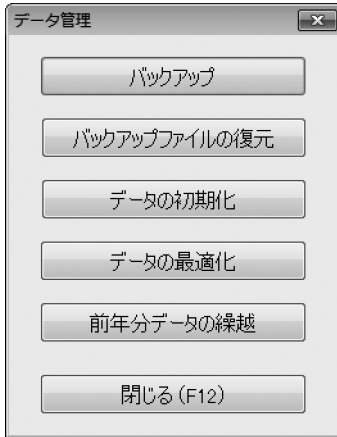 データ管理
バックアップ
バックアップファイルの復元
データの初期化
データの最適化
前年分データの繰越
閉じる(F12)